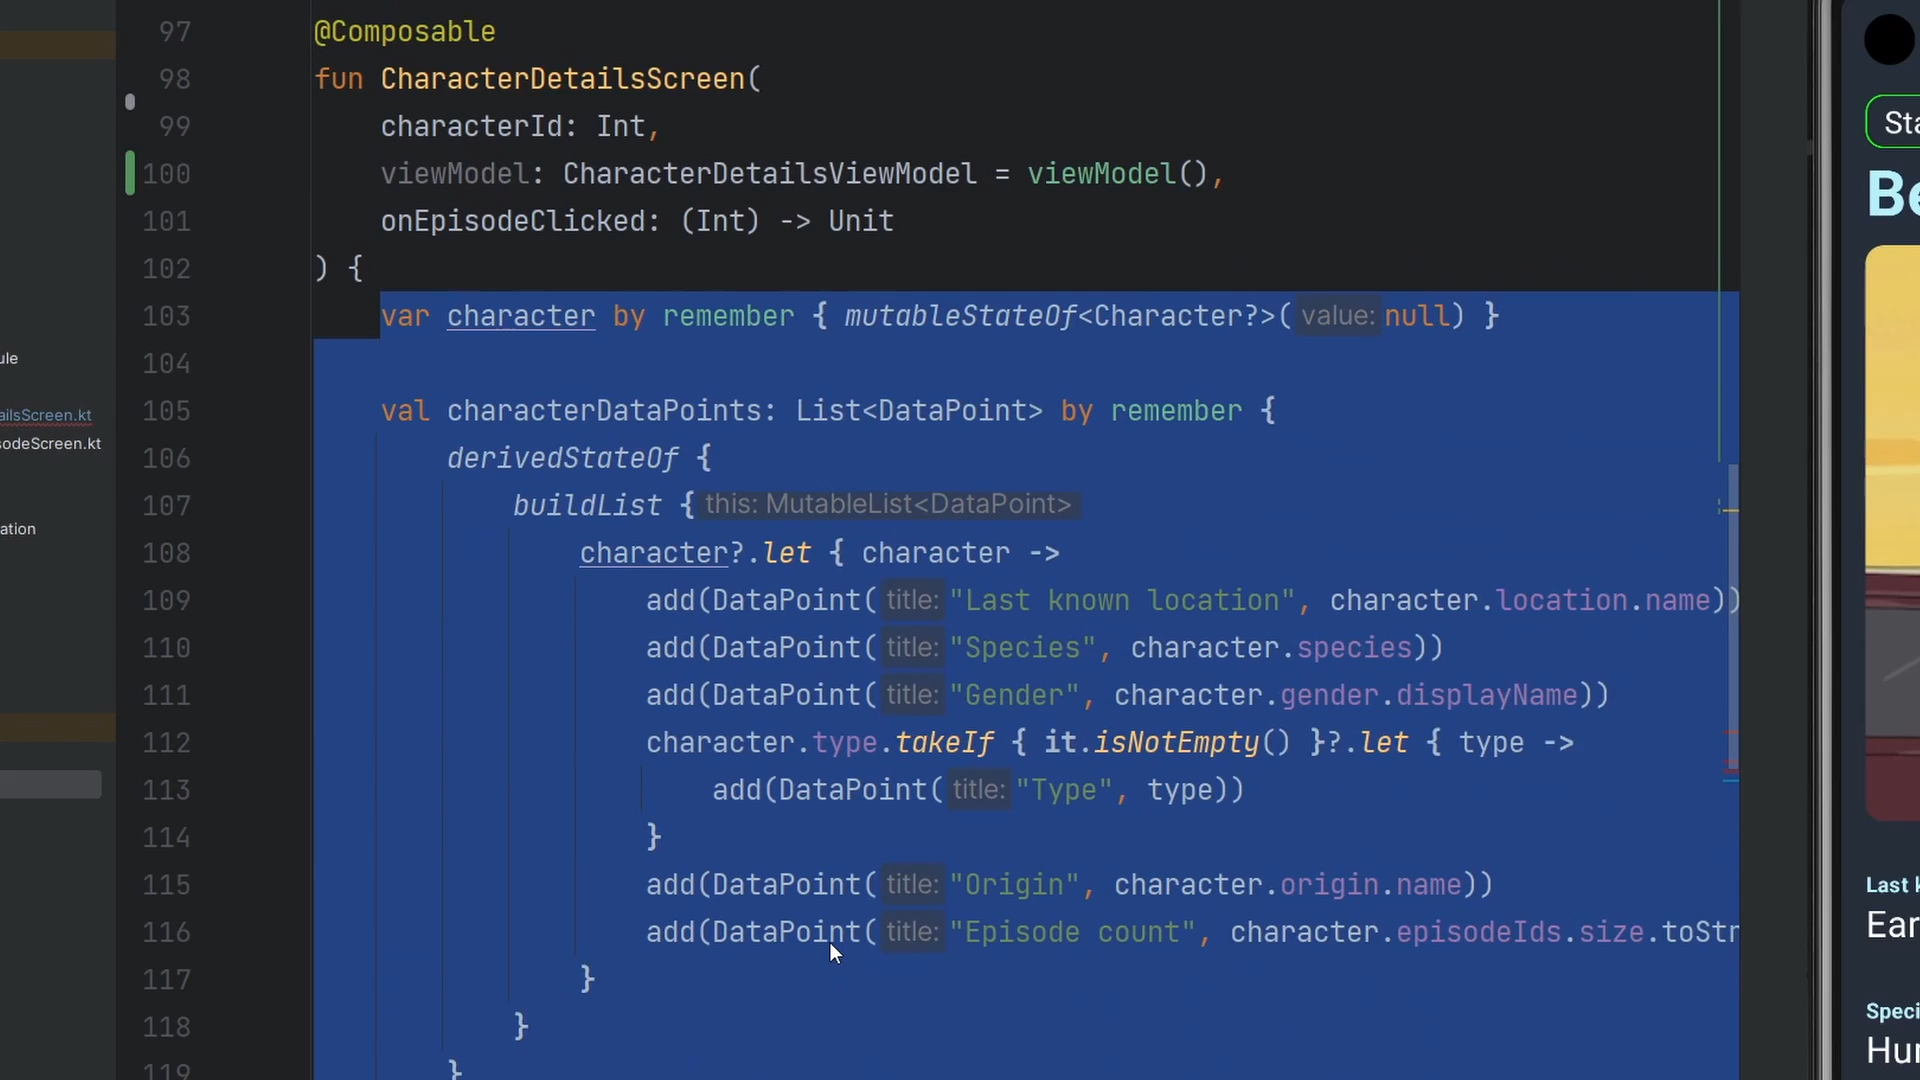 97 @Composable
98 fun CharacterDetailsScreen(
99 characterId: Int,
100 viewModel: CharacterDetailsViewModel = viewModel(),
101 onEpisodeClicked: (Int) -> Unit
102 ) {
103 var character by remember { mutableStateOf<Character?>( value: null) }
104
105 val characterDataPoints: List<DataPoint> by remember {
106 derivedStateOf {
107 buildList { this: MutableList<DataPoint>
108 character?.let { character ->
109 add(DataPoint( title: "Last known location", character.location.name))
110 add(DataPoint( title: "Species", character.species))
111 add(DataPoint( title: "Gender", character.gender.displayName))
112 character.type.takeIf { it.isNotEmpty() }?.let { type ->
113 add(DataPoint( title: "Type", type))
114 }
115 add(DataPoint( title: "Origin", character.origin.name))
116 add(DataPoint( title: "Episode count", character.episodeIds.size.toStr
117 }
118 }
119 }
ule
ailsScreen.kt
sodeScreen.kt
ation
Sta
Be
Last k
Ear
Speci
Hur